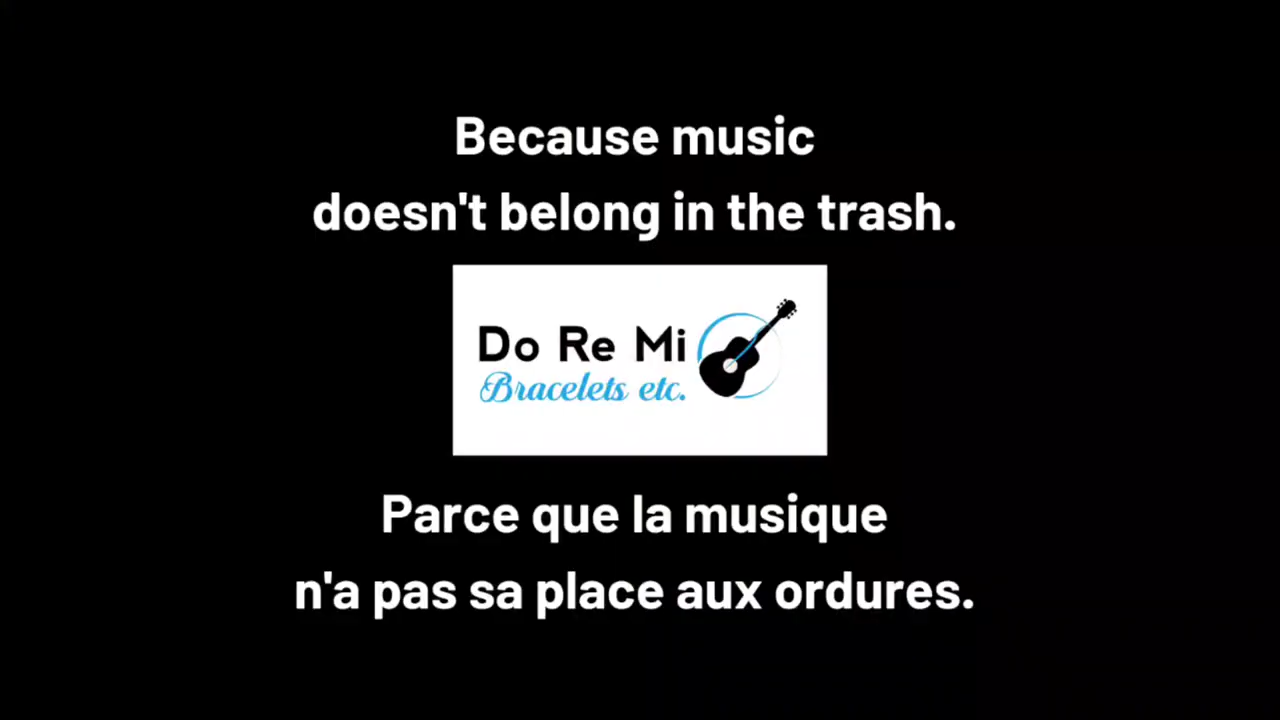 Because music
doesn't belong in the trash.
Do Re Mi
Bracelets etc.
Parce que la musique
n'a pas sa place aux ordures.